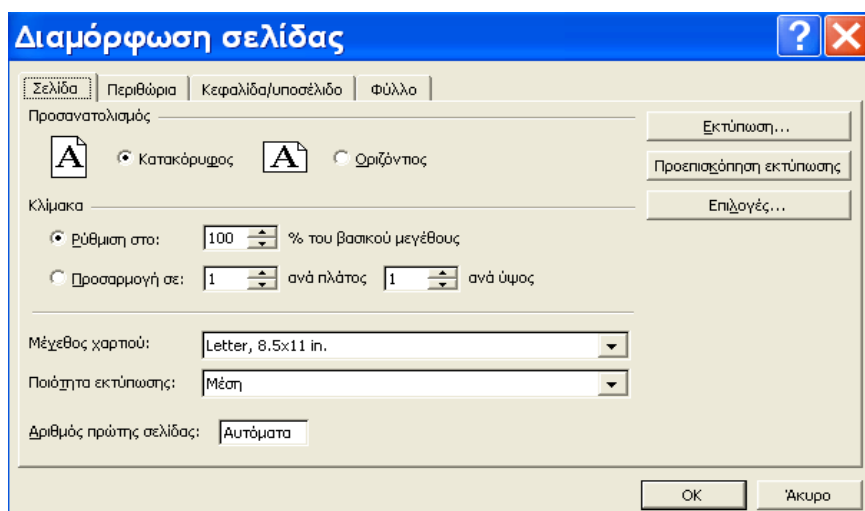 Διαμόρφωση σελίδας
Σελίδα Περιθώρια Κεφαλίδα/υποσέλιδο Φύλλο
Προσανατολισμός
Εκτύπωση...
A Κατακόρυφος A Οριζόντιος
Προεπισκόπηση εκτύπωσης
Κλίμακα
Επιλογές...
Ρύθμιση στο: 100 % του βασικού μεγέθους
Προσαρμογή σε: 1 ανά πλάτος 1 ανά ύψος
Μέγεθος χαρτιού: Letter, 8.5x11 in.
Ποιότητα εκτύπωσης: Μέση
Αριθμός πρώτης σελίδας: Αυτόματα
OK Άκυρο